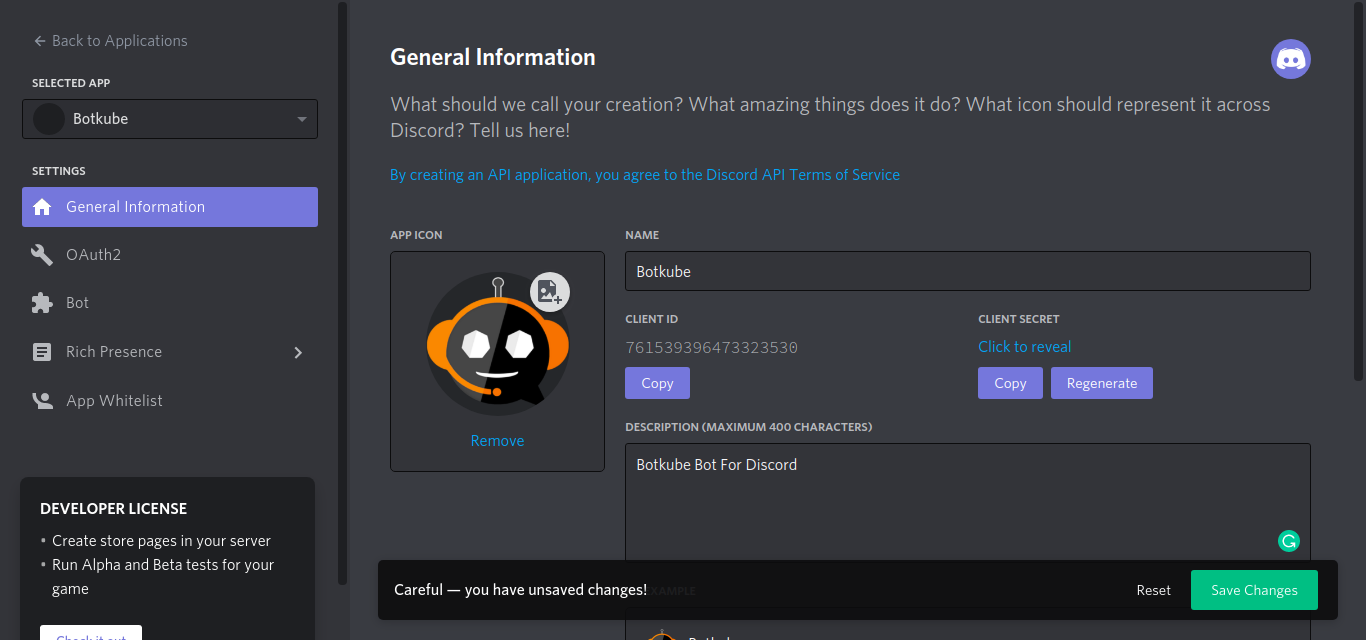 Back to Applications
SELECTED APP
Botkube
SETTINGS
General Information
OAuth2
Bot
Rich Presence
App Whitelist
DEVELOPER LICENSE
• Create store pages in your server
• Run Alpha and Beta tests for your
game
Check it out
General Information
What should we call your creation? What amazing things does it do? What icon should represent it across
Discord? Tell us here!
By creating an API application, you agree to the Discord API Terms of Service
APP ICON
Remove
NAME
Botkube
CLIENT ID
761539396473323530
Copy
CLIENT SECRET
Click to reveal
Copy
Regenerate
DESCRIPTION (MAXIMUM 400 CHARACTERS)
Botkube Bot For Discord
EXAMPLE
Careful — you have unsaved changes!
Reset
Save Changes
Botkube